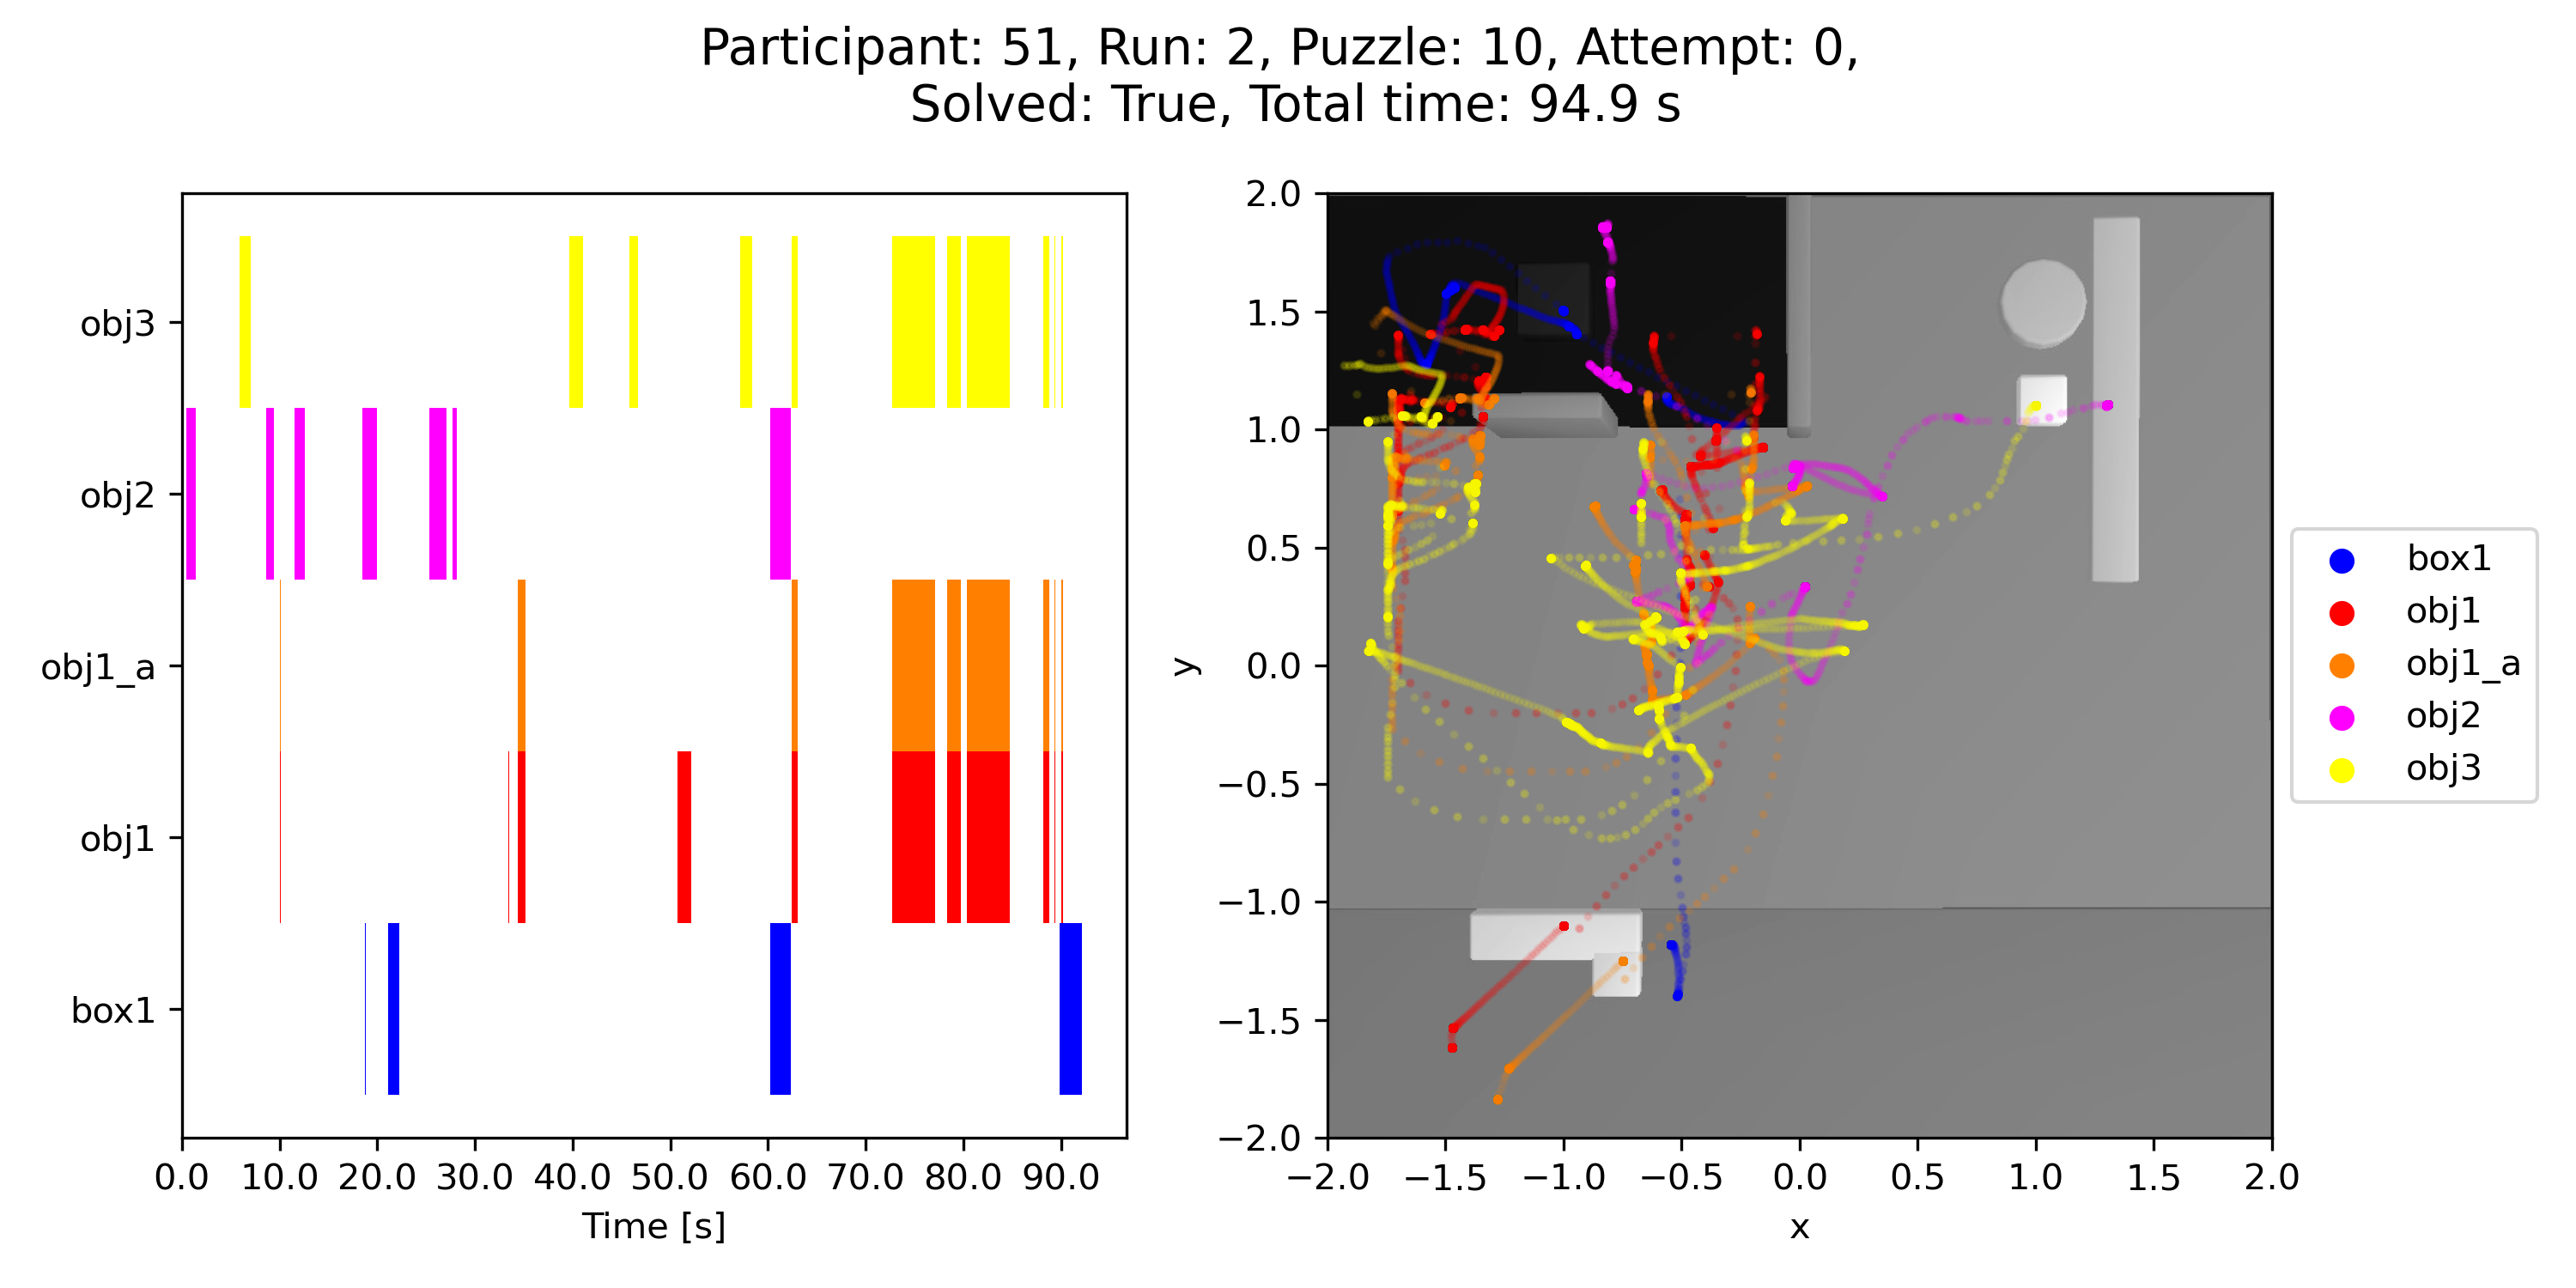 Participant: 51, Run: 2, Puzzle: 10, Attempt: 0,
Solved: True, Total time: 94.9 s
obj3
obj2
obj1_a
obj1
box1
0.0 10.0 20.0 30.0 40.0 50.0 60.0 70.0 80.0 90.0
Time [s]
2.0
1.5
1.0
0.5
0.0
−0.5
−1.0
−1.5
−2.0
y
−2.0 −1.5 −1.0 −0.5 0.0 0.5 1.0 1.5 2.0
x
box1
obj1
obj1_a
obj2
obj3